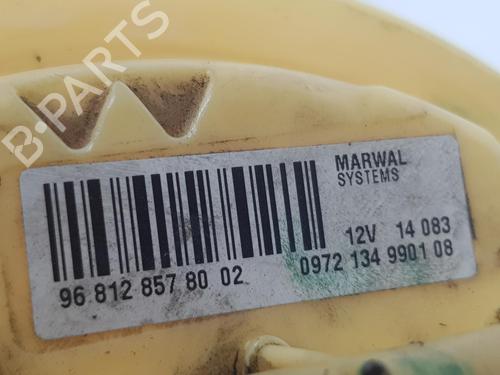 B-PARTS
MARWAL
SYSTEMS
12V 14 083
96 812 857 80 02
0972 134 9901 08